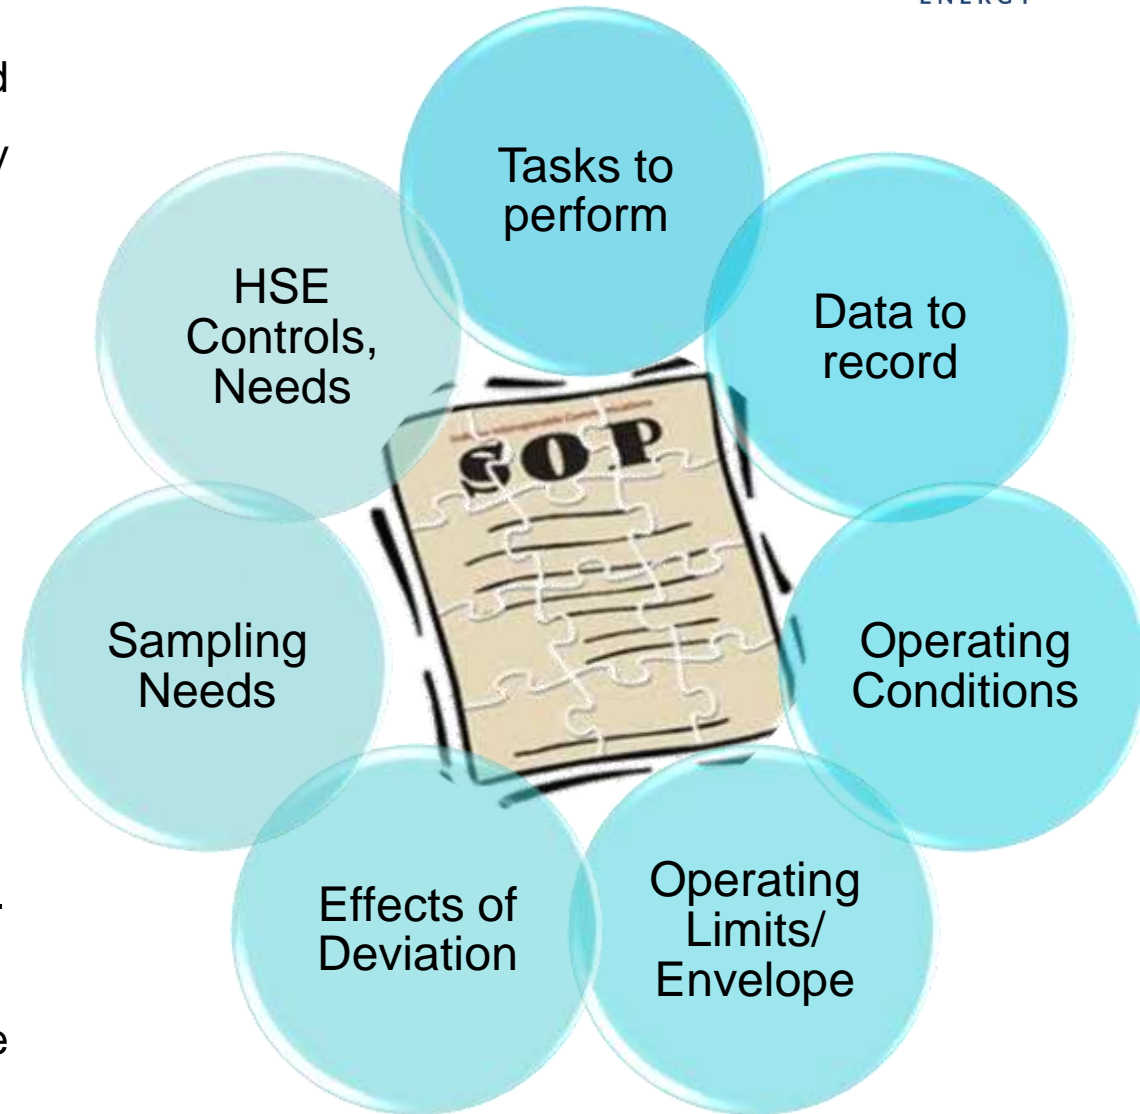 ENERGY
d
y
Tasks to
perform
Data to
record
Operating
Conditions
Operating
Limits/
Envelope
Effects of
Deviation
Sampling
Needs
HSE
Controls,
Needs
SOP
.
e